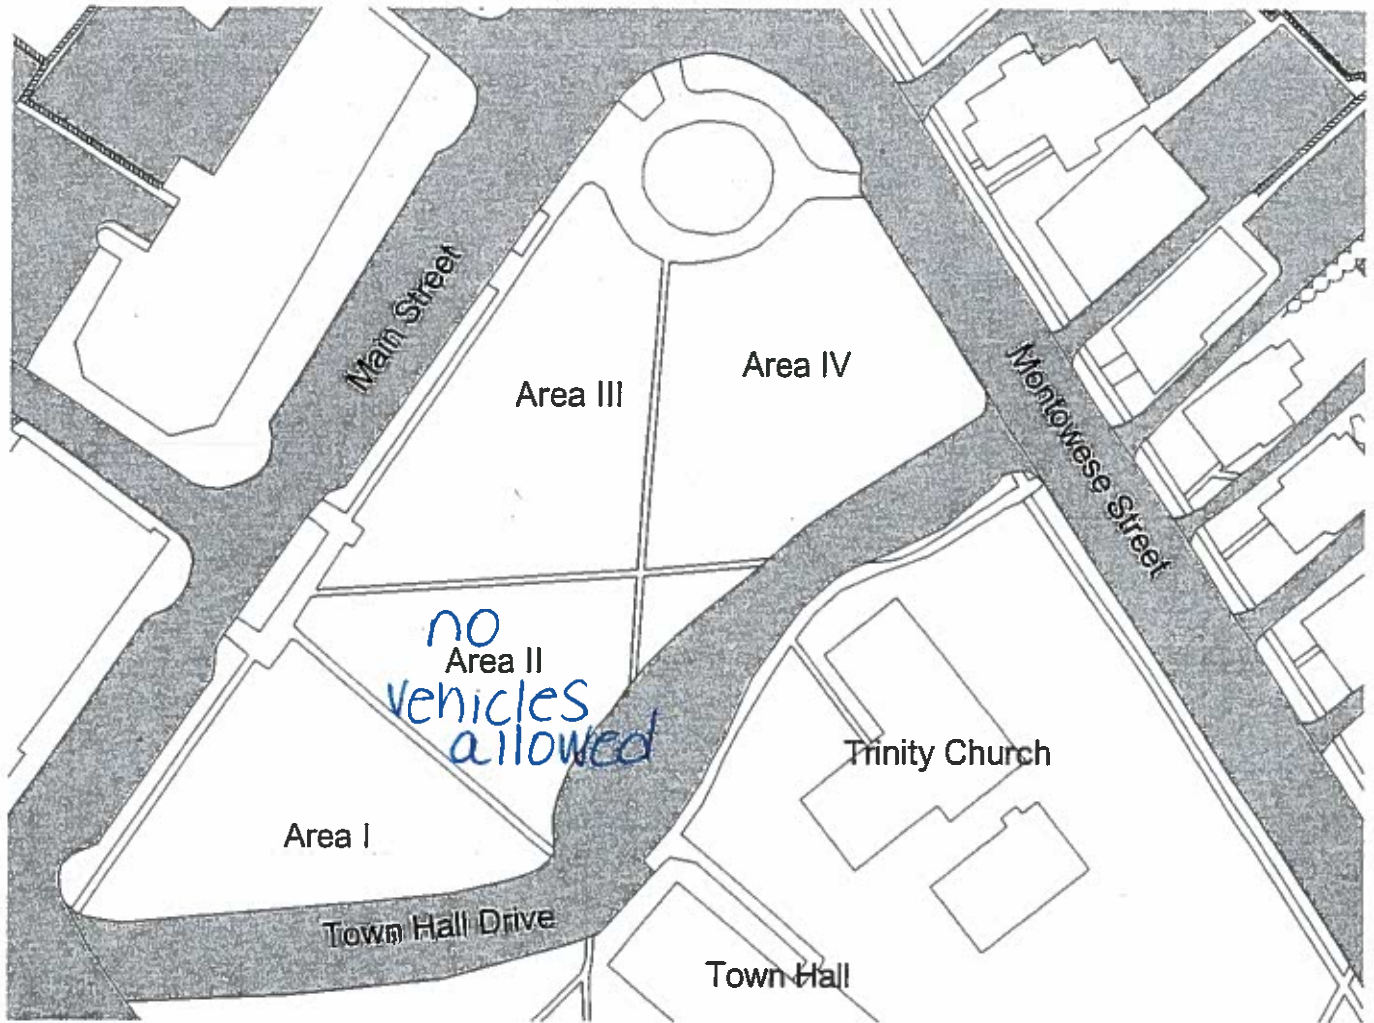 Main Street
Area III
Area IV
Montowese Street
no
Area II
vehicles
allowed
Trinity Church
Area I
Town Hall Drive
Town Hall